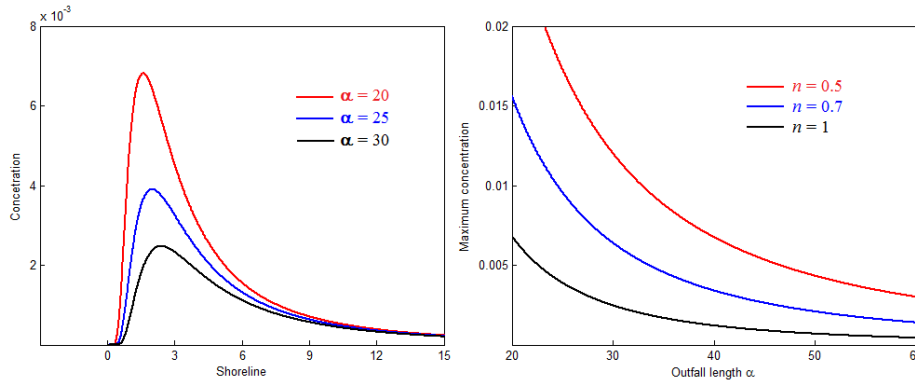 x 10⁻³
8
6
4
2
Concetration
α = 20
α = 25
α = 30
0 3 6 9 12 15
Shoreline
0.02
0.015
0.01
0.005
Maximum concentration
n = 0.5
n = 0.7
n = 1
20 30 40 50 60
Outfall length α